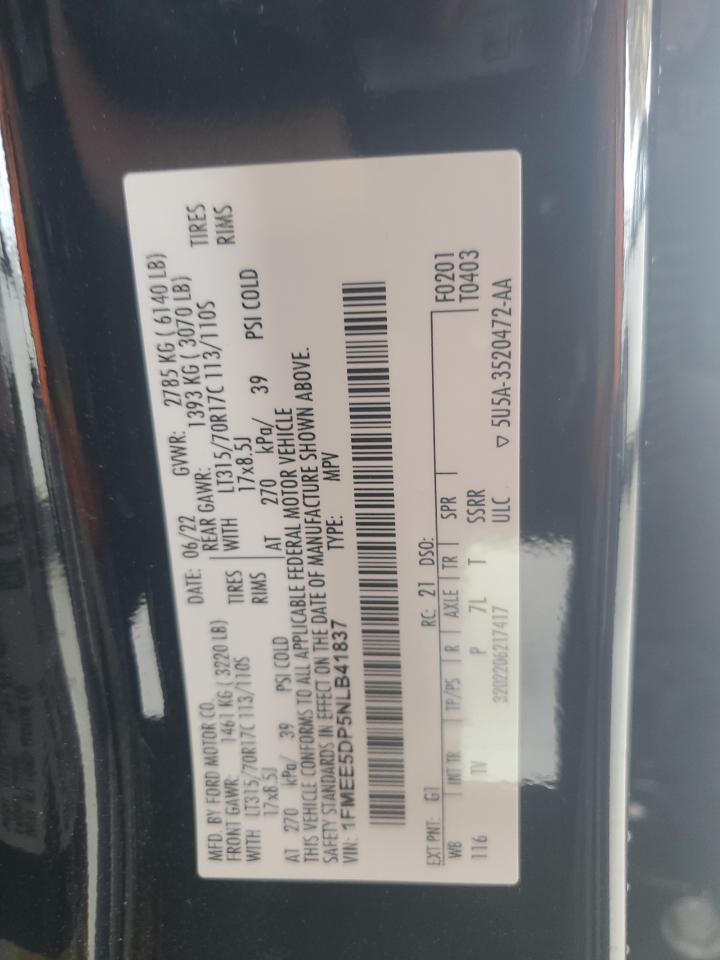 MFD. BY FORD MOTOR CO. DATE: 06/22 GVWR: 2785 KG ( 6140 LB)
FRONT GAWR: 1461 KG ( 3220 LB) REAR GAWR: 1393 KG ( 3070 LB)
WITH LT315/70R17C 113/110S TIRES WITH LT315/70R17C 113/110S TIRES
17x8.5J RIMS 17x8.5J RIMS
AT 270 kPa/ 39 PSI COLD AT 270 kPa/ 39 PSI COLD
THIS VEHICLE CONFORMS TO ALL APPLICABLE FEDERAL MOTOR VEHICLE
SAFETY STANDARDS IN EFFECT ON THE DATE OF MANUFACTURE SHOWN ABOVE.
VIN: 1FMEE5DP5NLB41837 TYPE: MPV
EXT PNT: G1 RC: 21 DSO: F0201
WB INT TR TP/PS R AXLE TR SPR T0403
116 TV P 7L T SSRR
3202206217417 ULC ▽ 5U5A-3520472-AA